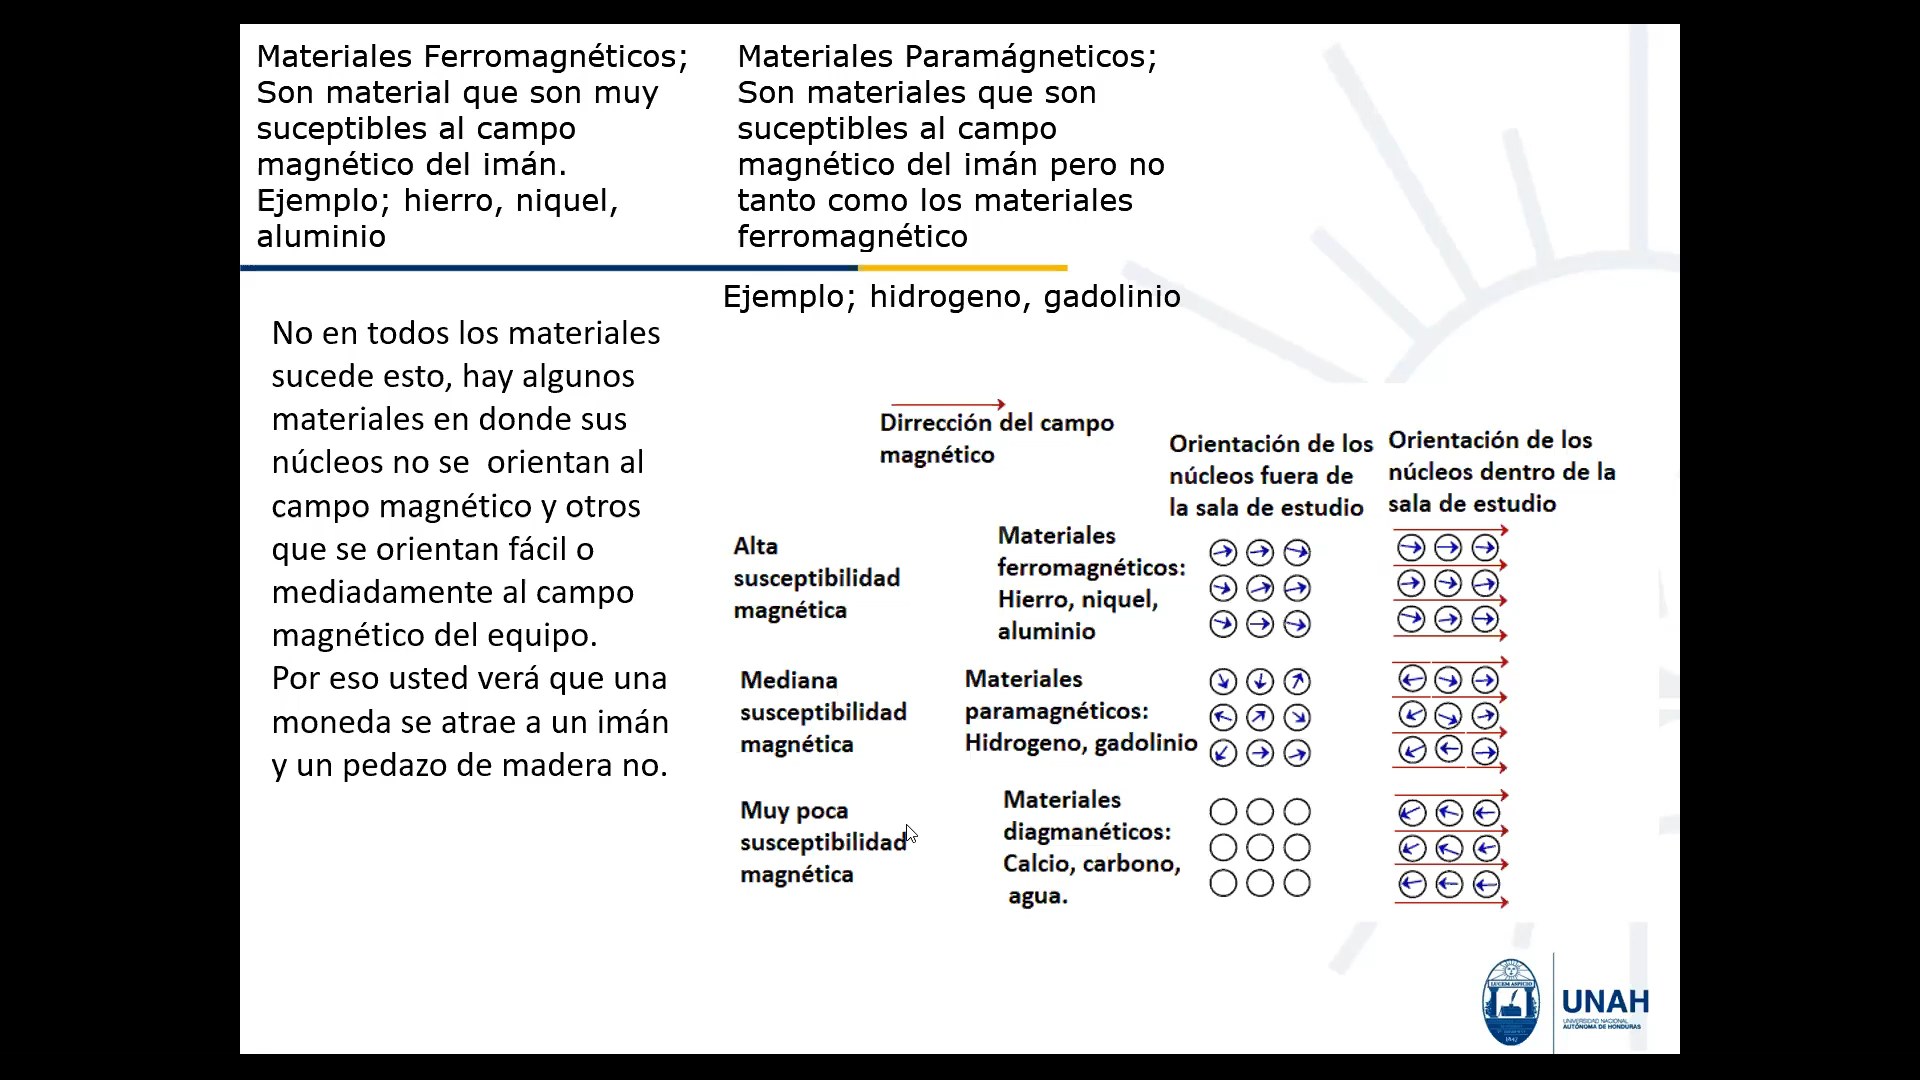 Materiales Ferromagnéticos;
Son material que son muy
suceptibles al campo
magnético del imán.
Ejemplo; hierro, niquel,
aluminio
Materiales Paramágneticos;
Son materiales que son
suceptibles al campo
magnético del imán pero no
tanto como los materiales
ferromagnético
Ejemplo; hidrogeno, gadolinio
No en todos los materiales
sucede esto, hay algunos
materiales en donde sus
núcleos no se  orientan al
campo magnético y otros
que se orientan fácil o
mediadamente al campo
magnético del equipo.
Por eso usted verá que una
moneda se atrae a un imán
y un pedazo de madera no.
Dirrección del campo
magnético
Orientación de los
núcleos fuera de
la sala de estudio
Orientación de los
núcleos dentro de la
sala de estudio
Alta
susceptibilidad
magnética
Materiales
ferromagnéticos:
Hierro, niquel,
aluminio
Mediana
susceptibilidad
magnética
Materiales
paramagnéticos:
Hidrogeno, gadolinio
Muy poca
susceptibilidad
magnética
Materiales
diagmanéticos:
Calcio, carbono,
agua.
LUCEM ASPICIO
UNAH
UNIVERSIDAD NACIONAL
AUTÓNOMA DE HONDURAS